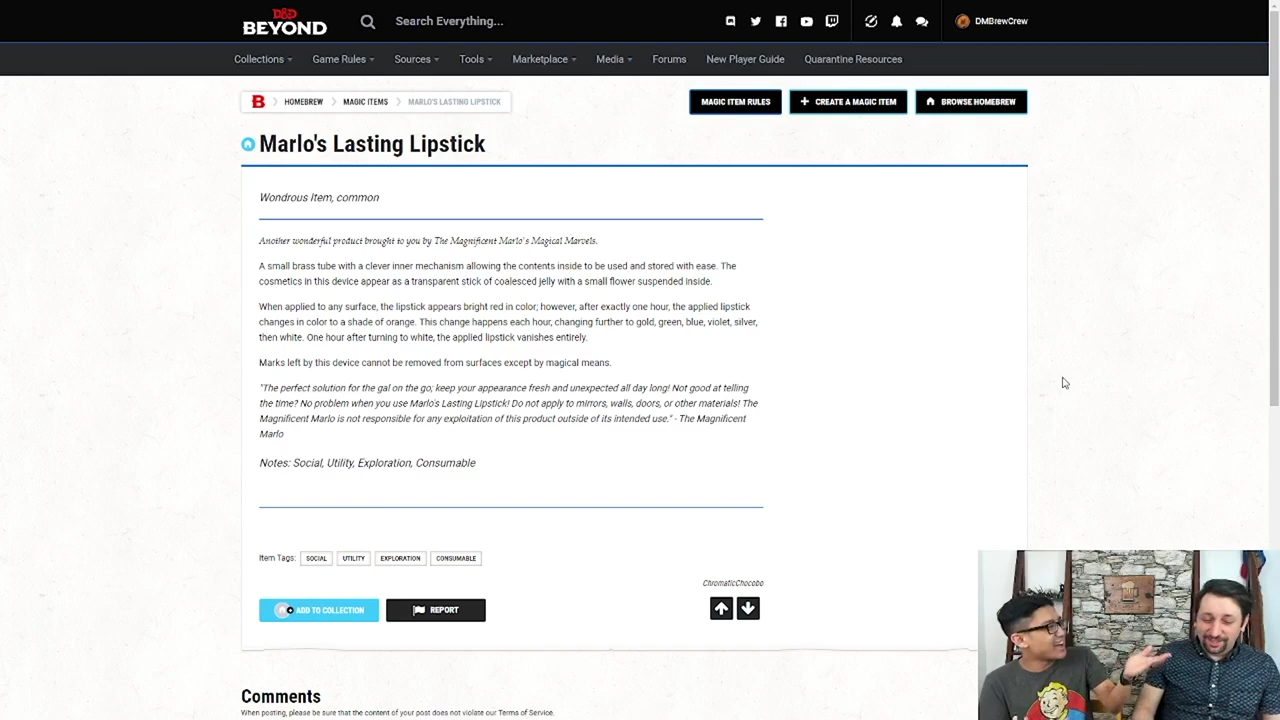 D&D
BEYOND
Search Everything...
DMBrewCrew
Collections
Game Rules
Sources
Tools
Marketplace
Media
Forums
New Player Guide
Quarantine Resources
B
HOMEBREW
MAGIC ITEMS
MARLO'S LASTING LIPSTICK
MAGIC ITEM RULES
+ CREATE A MAGIC ITEM
BROWSE HOMEBREW
Marlo's Lasting Lipstick
Wondrous Item, common
Another wonderful product brought to you by The Magnificent Marlo's Magical Marvels.
A small brass tube with a clever inner mechanism allowing the contents inside to be used and stored with ease. The
cosmetics in this device appear as a transparent stick of coalesced jelly with a small flower suspended inside.
When applied to any surface, the lipstick appears bright red in color; however, after exactly one hour, the applied lipstick
changes in color to a shade of orange. This change happens each hour, changing further to gold, green, blue, violet, silver,
then white. One hour after turning to white, the applied lipstick vanishes entirely.
Marks left by this device cannot be removed from surfaces except by magical means.
"The perfect solution for the gal on the go; keep your appearance fresh and unexpected all day long! Not good at telling
the time? No problem when you use Marlo's Lasting Lipstick! Do not apply to mirrors, walls, doors, or other materials! The
Magnificent Marlo is not responsible for any exploitation of this product outside of its intended use." - The Magnificent
Marlo
Notes: Social, Utility, Exploration, Consumable
Item Tags: SOCIAL UTILITY EXPLORATION CONSUMABLE
ChromaticChocobo
ADD TO COLLECTION
REPORT
Comments
When posting, please be sure that the content of your post does not violate our Terms of Service.